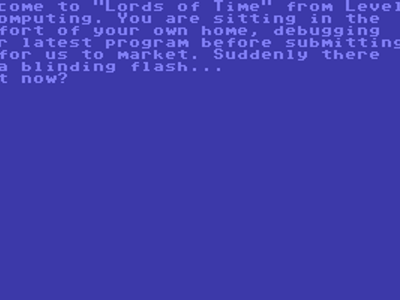 come to "Lords of Time" from Level
omputing. You are sitting in the
fort of your own home, debugging
r latest program before submitting
for us to market. Suddenly there
a blinding flash...
t now?